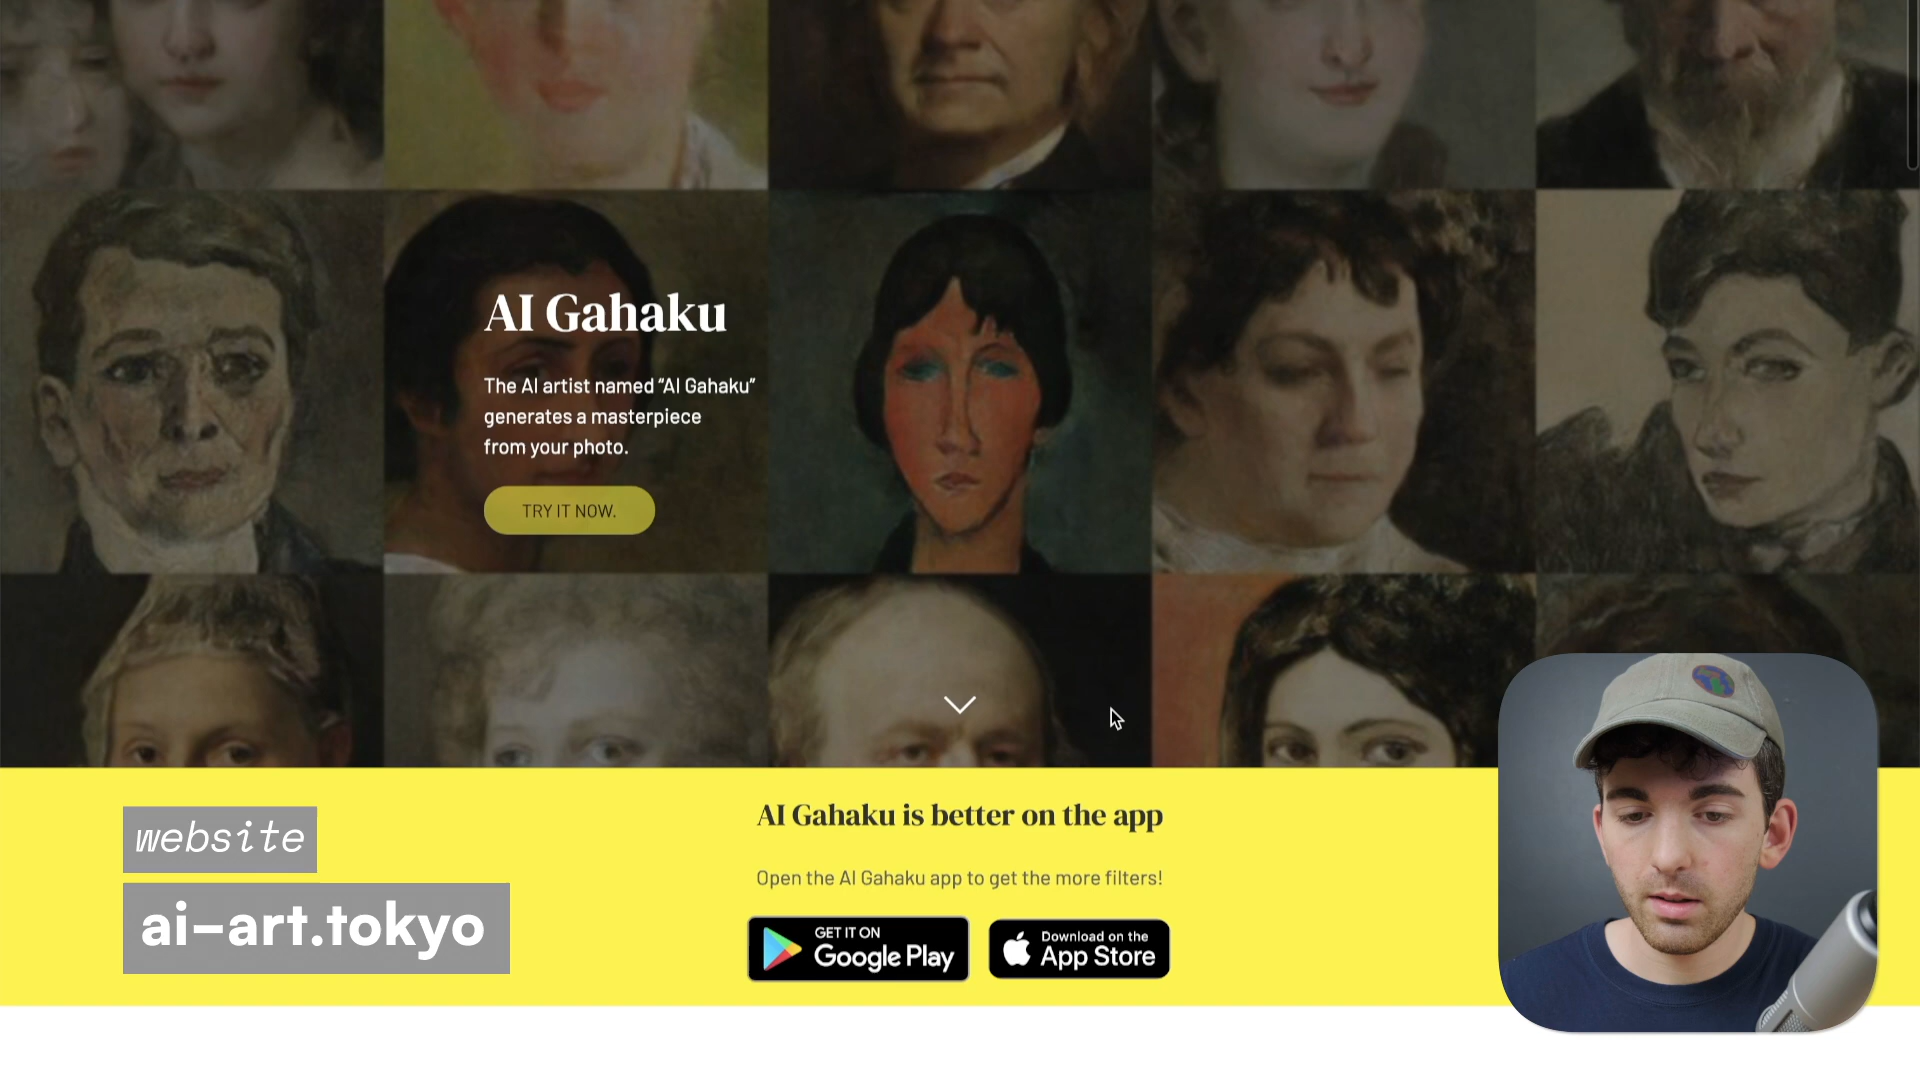 AI Gahaku
The AI artist named “AI Gahaku”
generates a masterpiece
from your photo.
TRY IT NOW.
AI Gahaku is better on the app
Open the AI Gahaku app to get the more filters!
GET IT ON
Google Play
Download on the
App Store
website
ai-art.tokyo